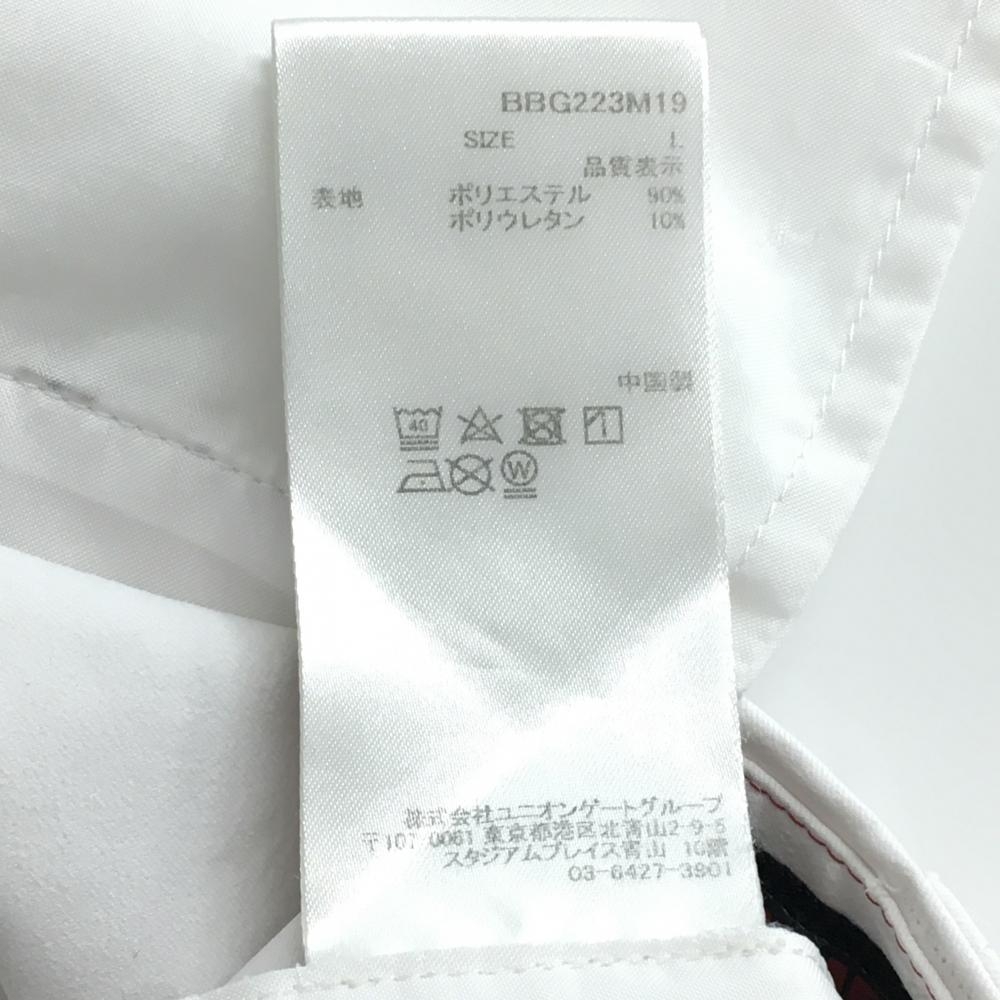 BBG223M19
SIZE L
品質表示
表地 ポリエステル 90%
ポリウレタン 10%
中国製
40
W
株式会社ユニオンゲートグループ
〒107 0061 東京都港区北青山2-9-5
スタジアムプレイス青山 10階
03-6427-3901